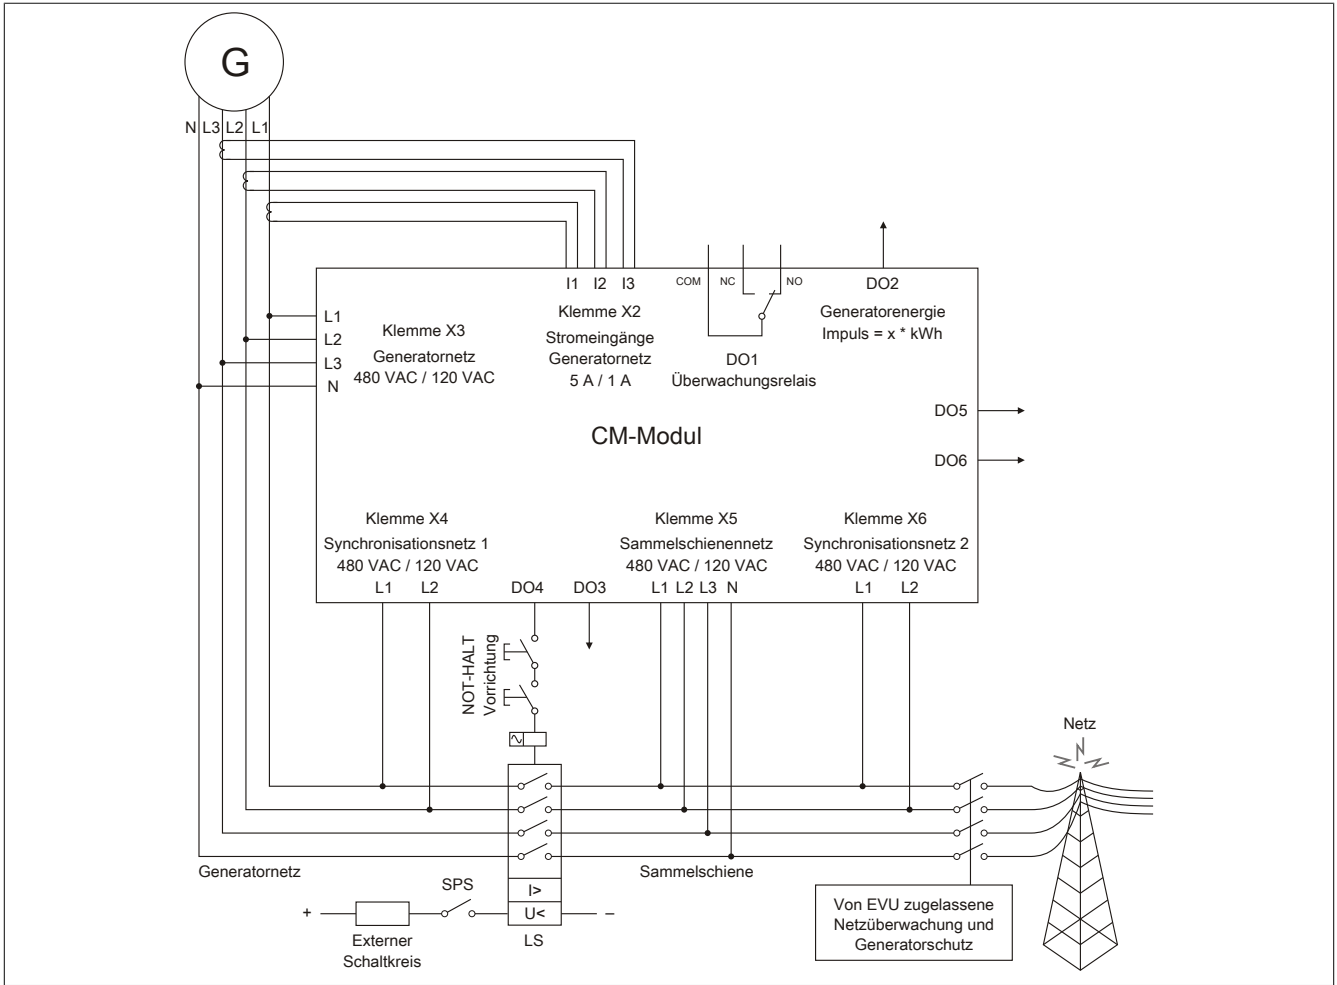 G
N L3 L2 L1
I1 I2 I3
COM NC NO
DO2
Klemme X2
Stromeingänge
Generatornetz
5 A / 1 A
DO1
Überwachungsrelais
Generatorenergie
Impuls = x * kWh
L1
L2
L3
N
Klemme X3
Generatornetz
480 VAC / 120 VAC
DO5
DO6
CM-Modul
Klemme X4
Synchronisationsnetz 1
480 VAC / 120 VAC
L1 L2
DO4 DO3
Klemme X5
Sammelschienennetz
480 VAC / 120 VAC
L1 L2 L3 N
Klemme X6
Synchronisationsnetz 2
480 VAC / 120 VAC
L1 L2
NOT-HALT
Vorrichtung
Netz
Generatornetz
Sammelschiene
SPS
I>
U<
+
–
LS
Externer
Schaltkreis
Von EVU zugelassene
Netzüberwachung und
Generatorschutz